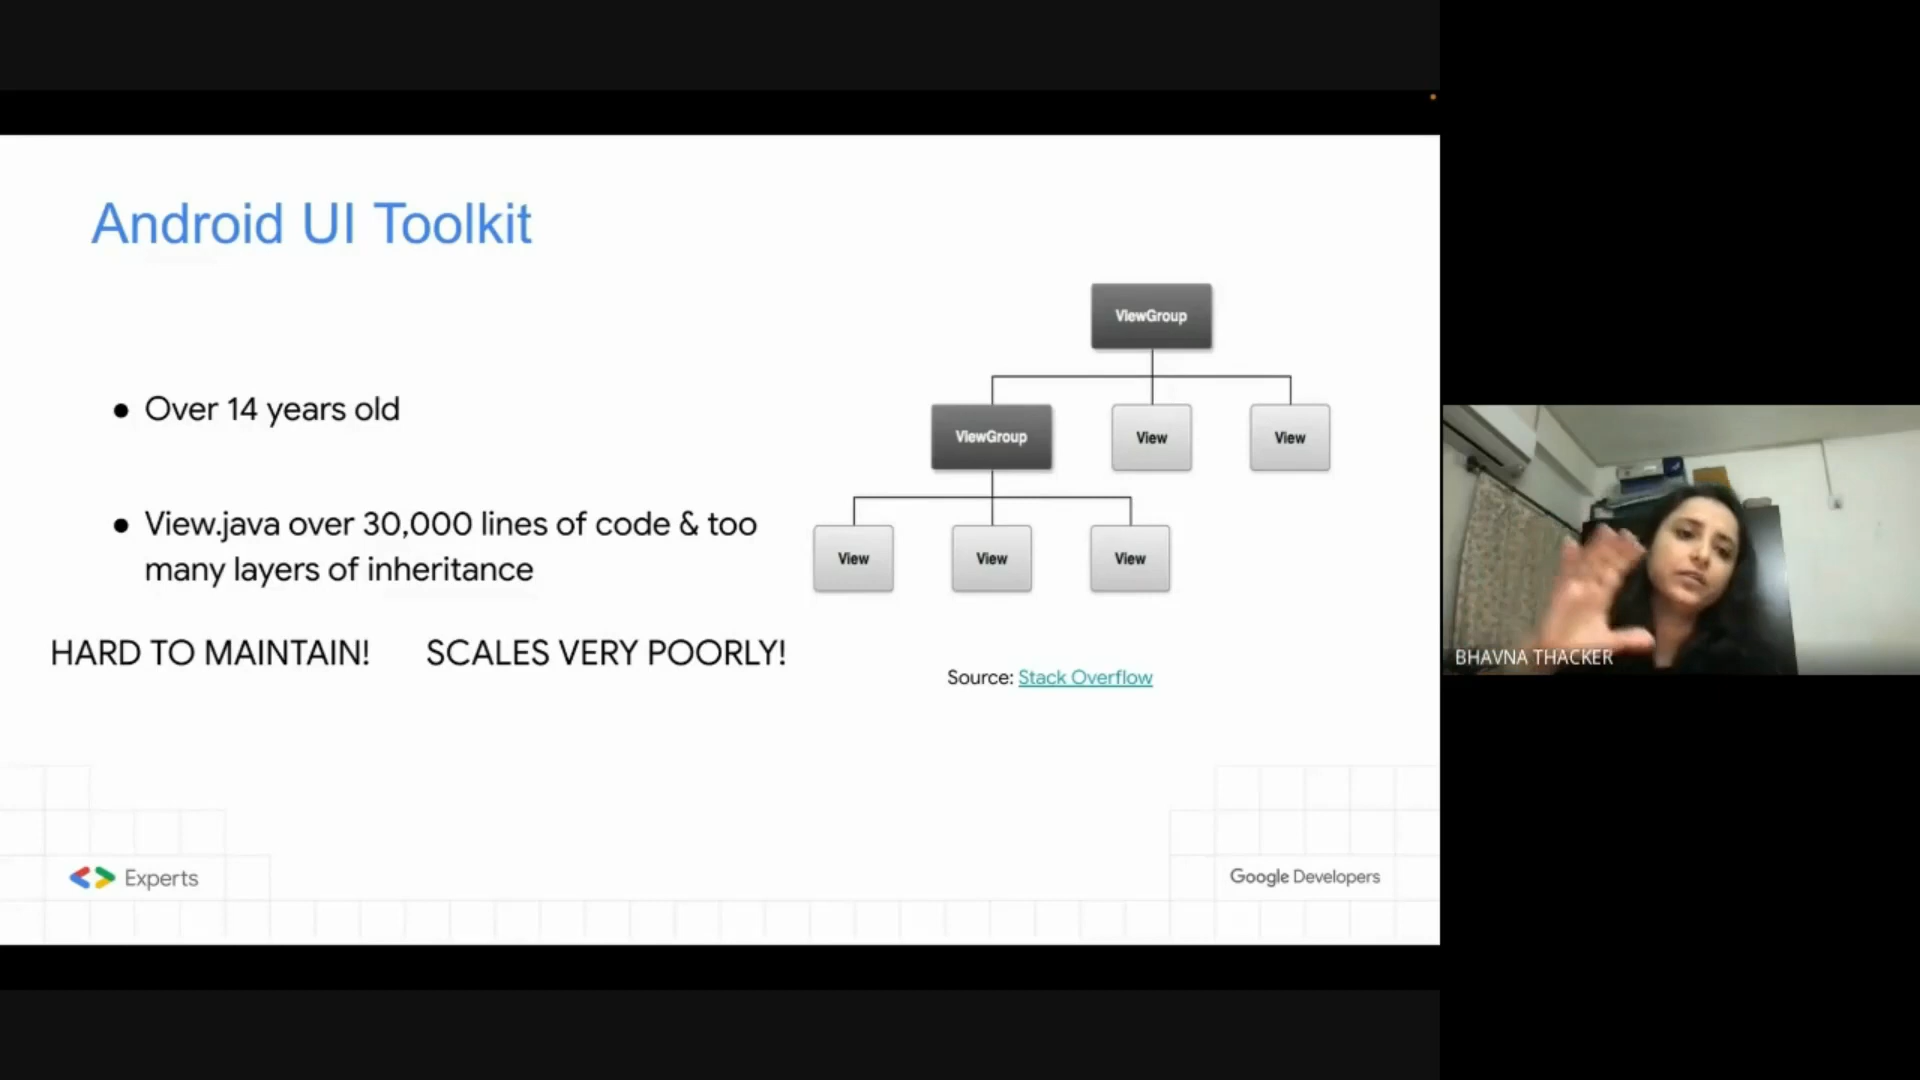 Android UI Toolkit
● Over 14 years old
● View.java over 30,000 lines of code & too
many layers of inheritance
HARD TO MAINTAIN! SCALES VERY POORLY!
ViewGroup
ViewGroup View View
View View View
Source: Stack Overflow
Experts
Google Developers
BHAVNA THACKER